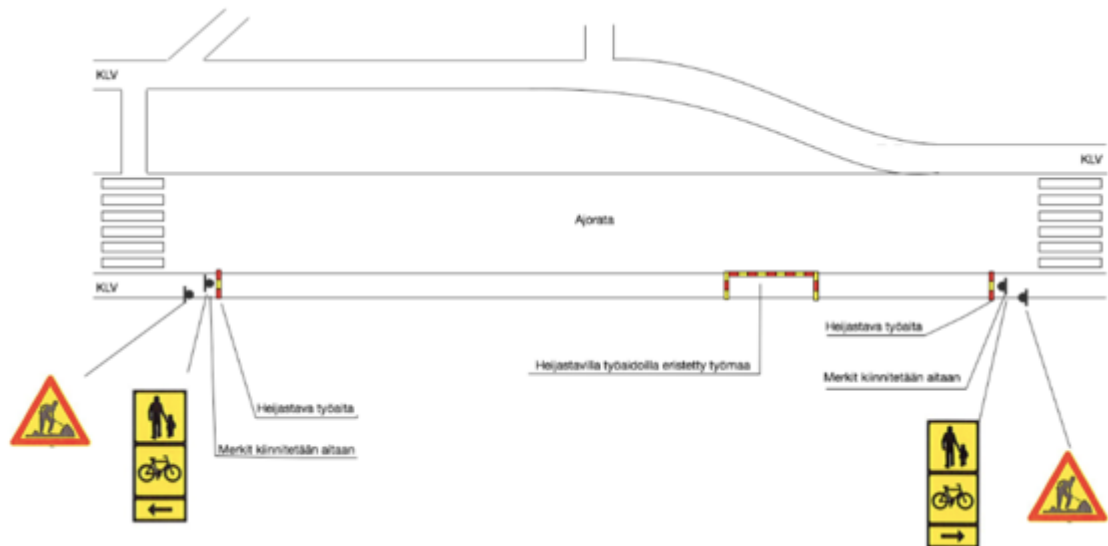 KLV
KLV
Ajorata
KLV
Heijastava työaita
Heijastavilla työaidoilla eristetty työmaa
Merkit kiinnitetään aitaan
Heijastava työaita
Merkit kiinnitetään aitaan